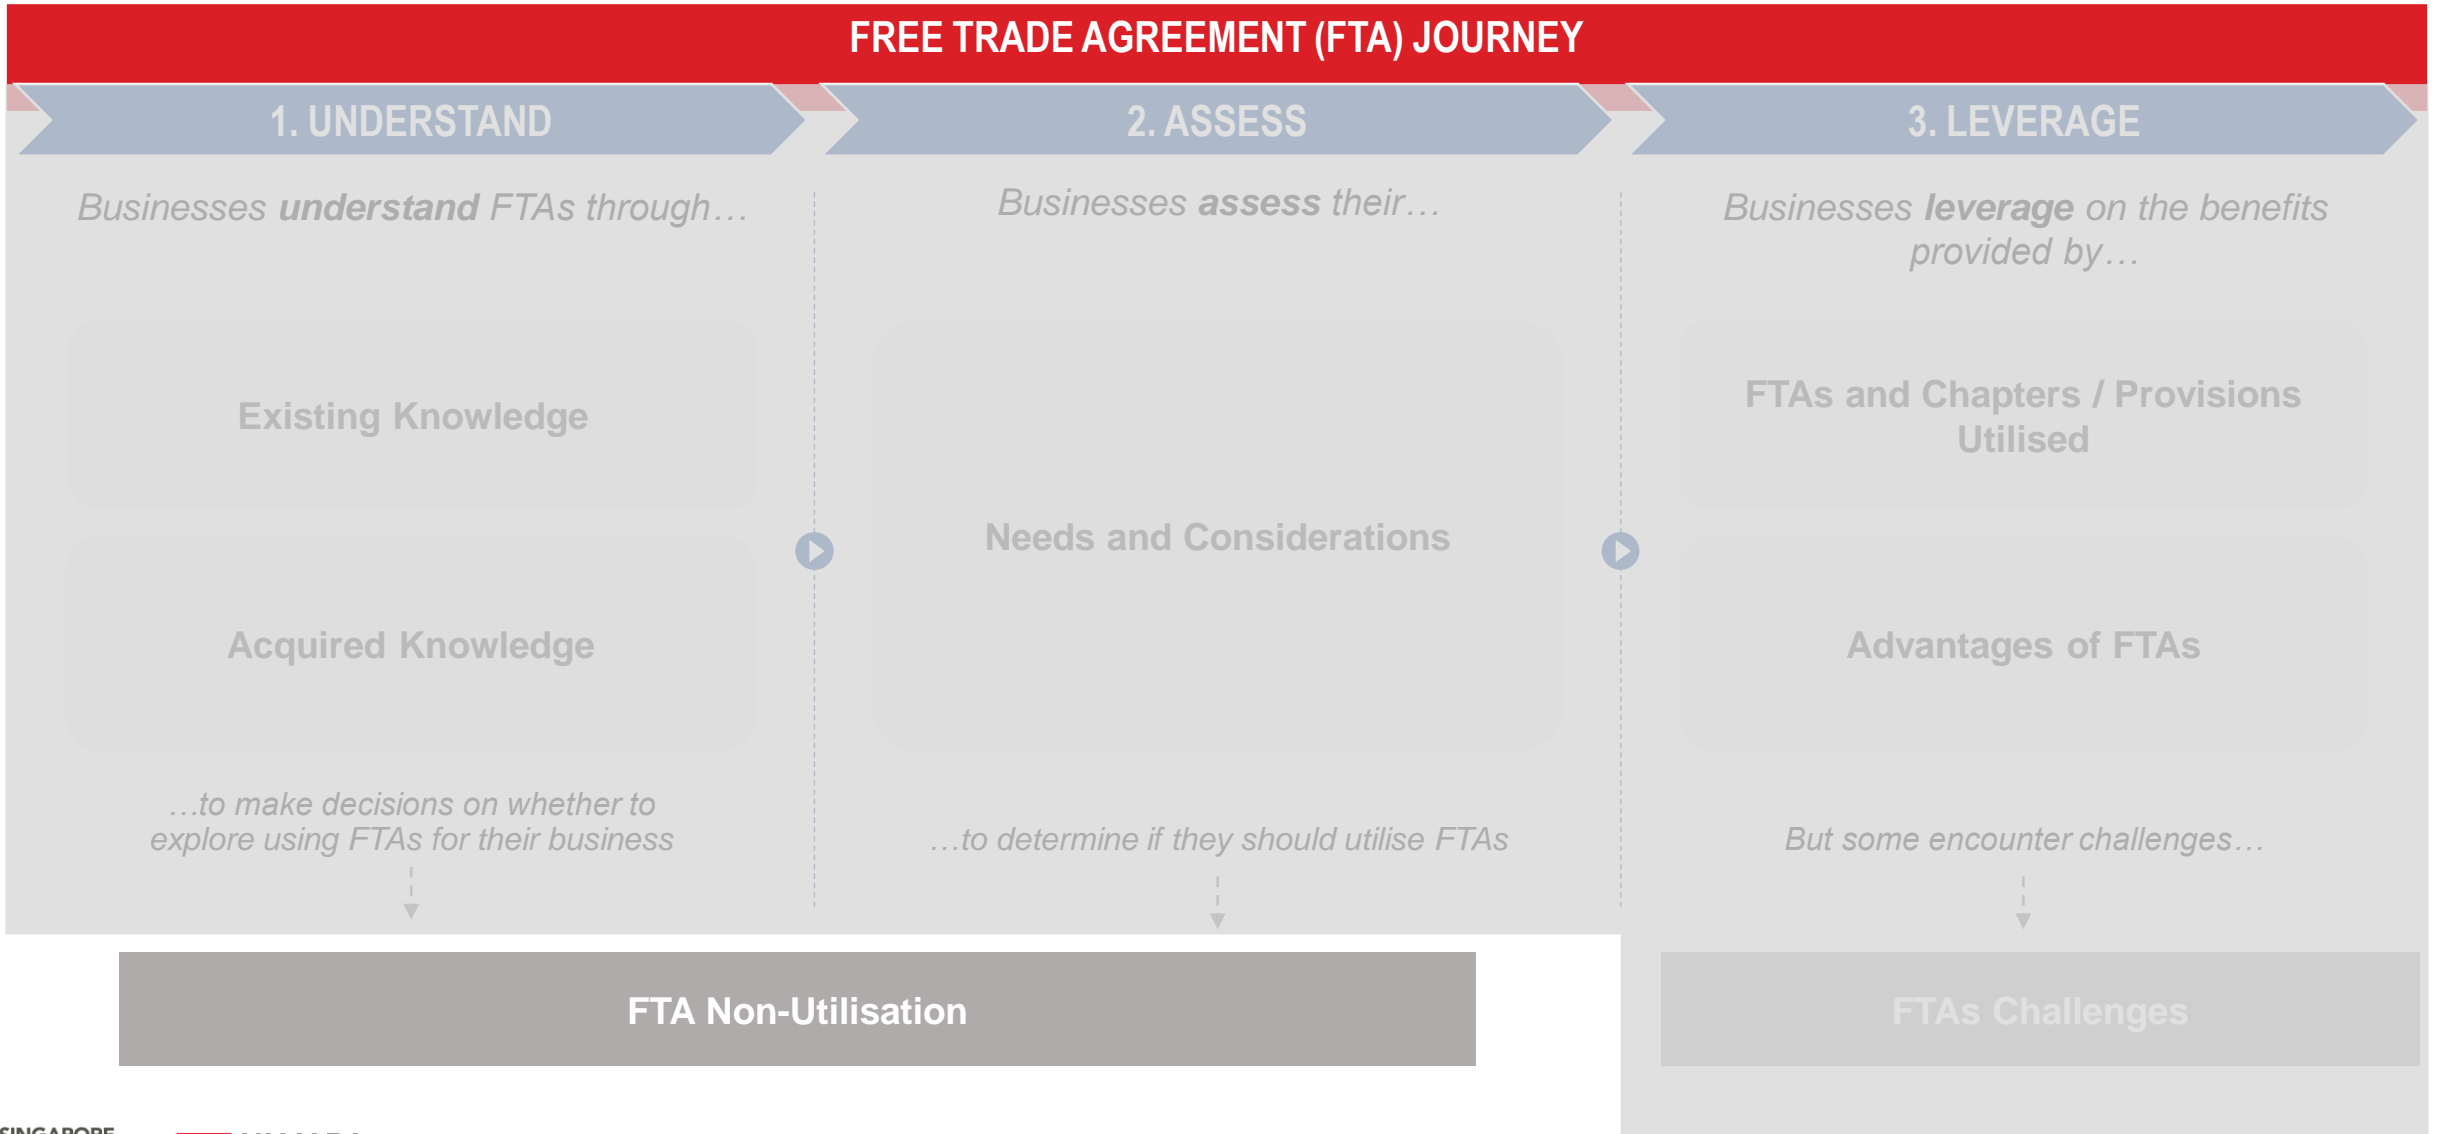 FREE TRADE AGREEMENT (FTA) JOURNEY
1. UNDERSTAND
2. ASSESS
3. LEVERAGE
Businesses understand FTAs through…
Businesses assess their…
Businesses leverage on the benefits
provided by…
Existing Knowledge
Acquired Knowledge
Needs and Considerations
FTAs and Chapters / Provisions
Utilised
Advantages of FTAs
…to make decisions on whether to
explore using FTAs for their business
…to determine if they should utilise FTAs
But some encounter challenges…
FTA Non-Utilisation
FTAs Challenges
SINGAPORE